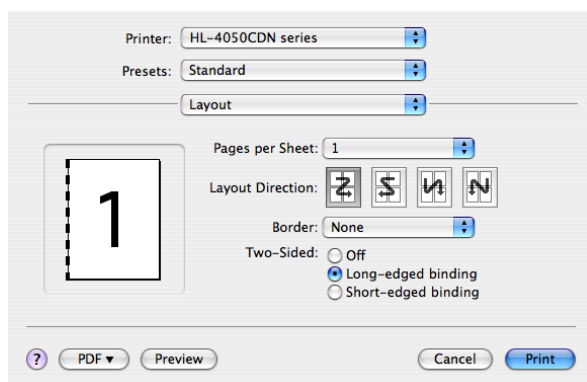 Printer: HL-4050CDN series
Presets: Standard
Layout
Pages per Sheet: 1
1
Layout Direction:
Border: None
Two-Sided: Off
Long-edged binding
Short-edged binding
? PDF ▼ Preview Cancel Print